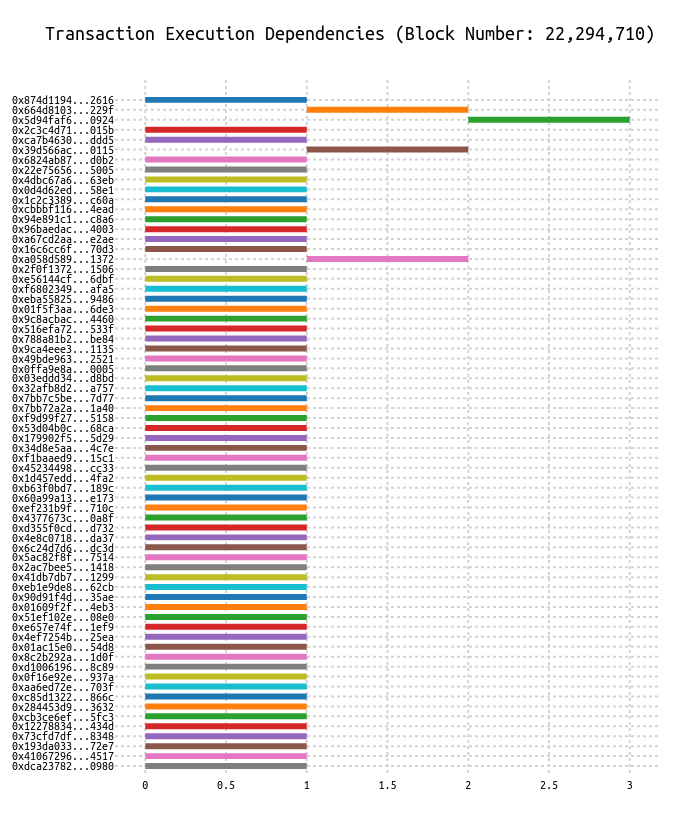 Transaction Execution Dependencies (Block Number: 22,294,710)
0x874d1194...2616
0x664d8103...229f
0x5d94faf6...0924
0x2c3c4d71...015b
0xca7b4630...ddd5
0x39d566ac...0115
0x6824ab87...d0b2
0x22e75656...5005
0x4dbc67a6...63eb
0x0d4d62ed...58e1
0x1c2c3389...c60a
0xcbbbf116...4ead
0x94e891c1...c8a6
0x96baedac...4003
0xa67cd2aa...e2ae
0x16c6cc6f...70d3
0xa058d589...1372
0x2f0f1372...1506
0xe56144cf...6dbf
0xf6802349...afa5
0xeba55825...9486
0x01f5f3aa...6de3
0x9c8acbac...4460
0x516efa72...533f
0x788a81b2...be84
0x9ca4eee3...1135
0x49bde963...2521
0x0ffa9e8a...0005
0x03eddd34...d8bd
0x32afb8d2...a757
0x7bb7c5be...7d77
0x7bb72a2a...1a40
0xf9d99f27...5158
0x53d04b0c...68ca
0x179902f5...5d29
0x34d8e5aa...4c7e
0xf1baaed9...15c1
0x45234498...cc33
0x1d457edd...4fa2
0xb63f0bd7...189c
0x60a99a13...e173
0xef231b9f...710c
0x4377673c...0a8f
0xd355f0cd...d732
0x4e8c0718...da37
0x6c24d7d6...dc3d
0x5ac82f8f...7514
0x2ac7bee5...1418
0x41db7db7...1299
0xeb1e9de8...62cb
0x90d91f4d...35ae
0x01609f2f...4eb3
0x51ef102e...08e0
0xe657e74f...1ef9
0x4ef7254b...25ea
0x01ac15e0...54d8
0x8c2b292a...1d0f
0xd1006196...8c89
0x0f16e92e...937a
0xaa6ed72e...703f
0xc85d1322...866c
0x284453d9...3632
0xcb3ce6ef...5fc3
0x12278834...434d
0x73cfd7df...8348
0x193da033...72e7
0x41067296...4517
0xdca23782...0980
0 0.5 1 1.5 2 2.5 3